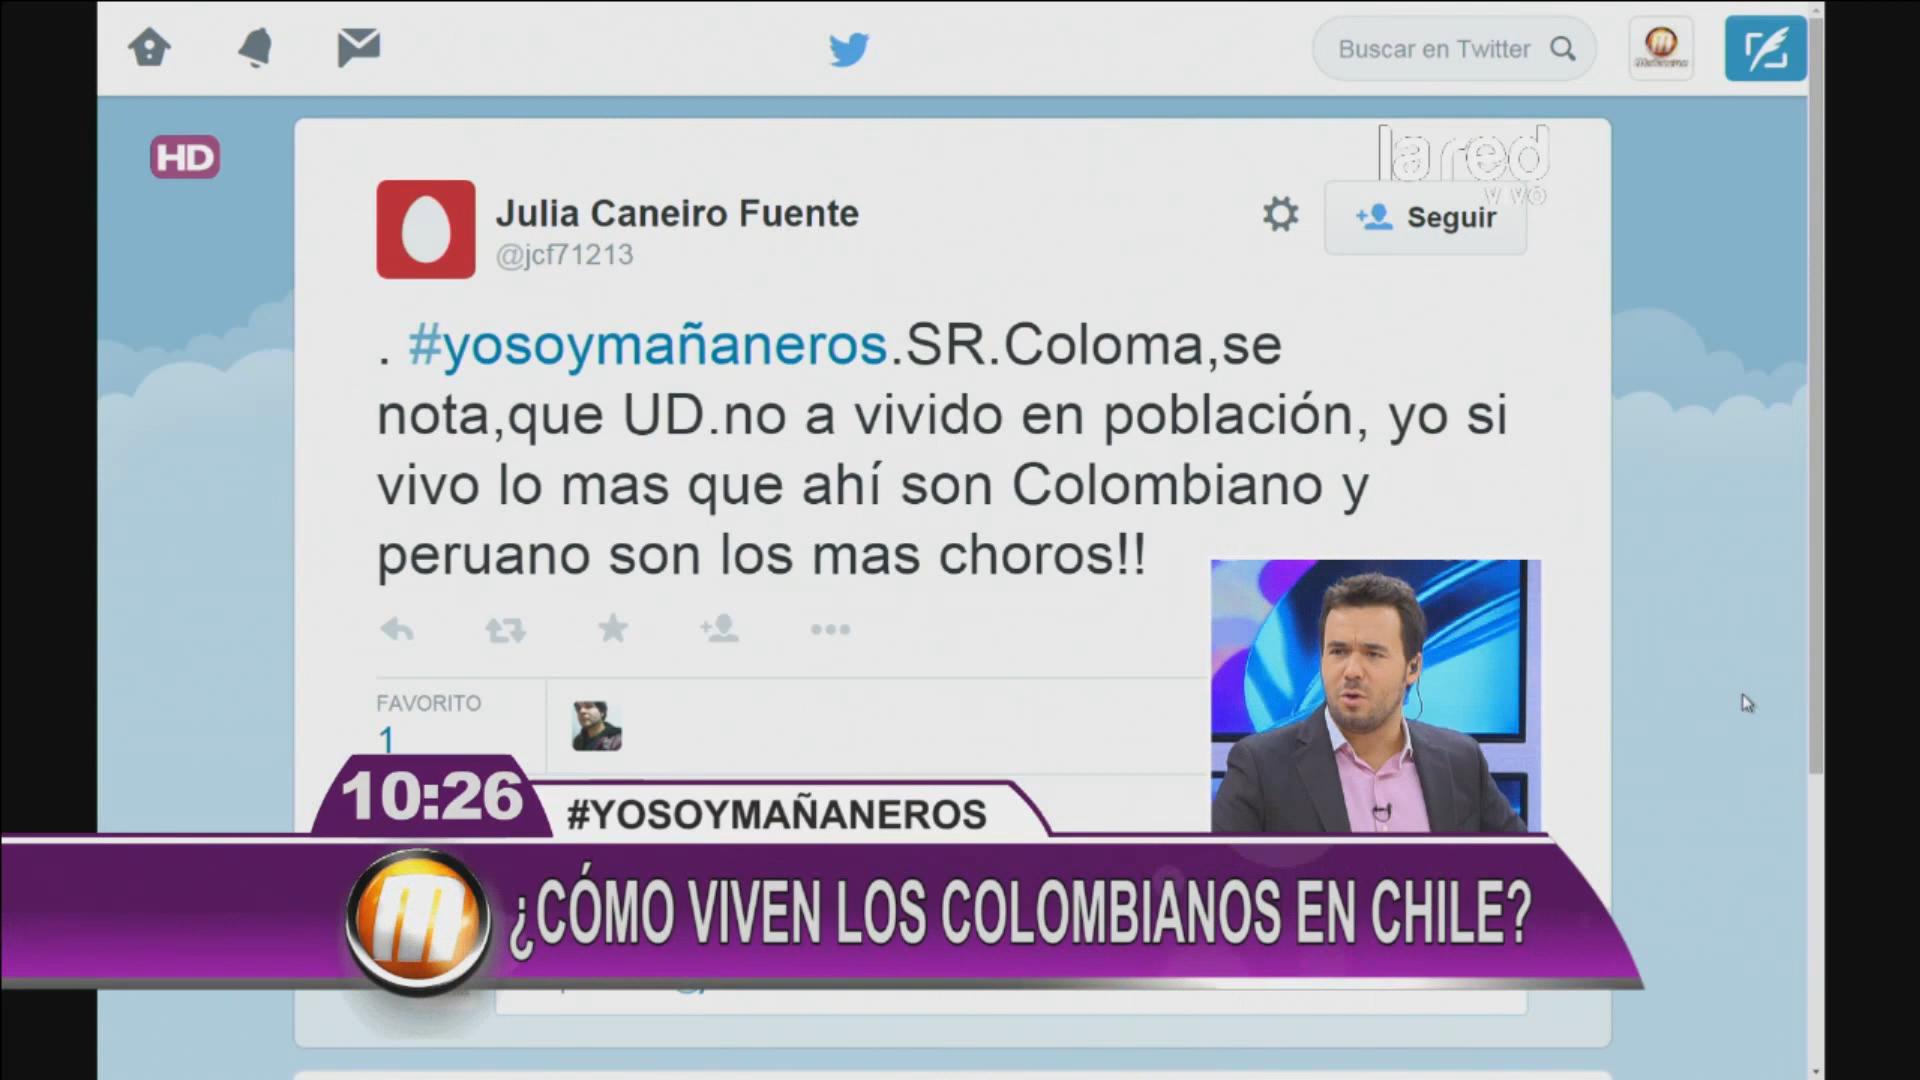 Buscar en Twitter
HD
la red
vivo
Julia Caneiro Fuente
@jcf71213
Seguir
. #yosoymañaneros.SR.Coloma,se
nota,que UD.no a vivido en población, yo si
vivo lo mas que ahí son Colombiano y
peruano son los mas choros!!
FAVORITO
1
10:26
#YOSOYMAÑANEROS
m
¿CÓMO VIVEN LOS COLOMBIANOS EN CHILE?